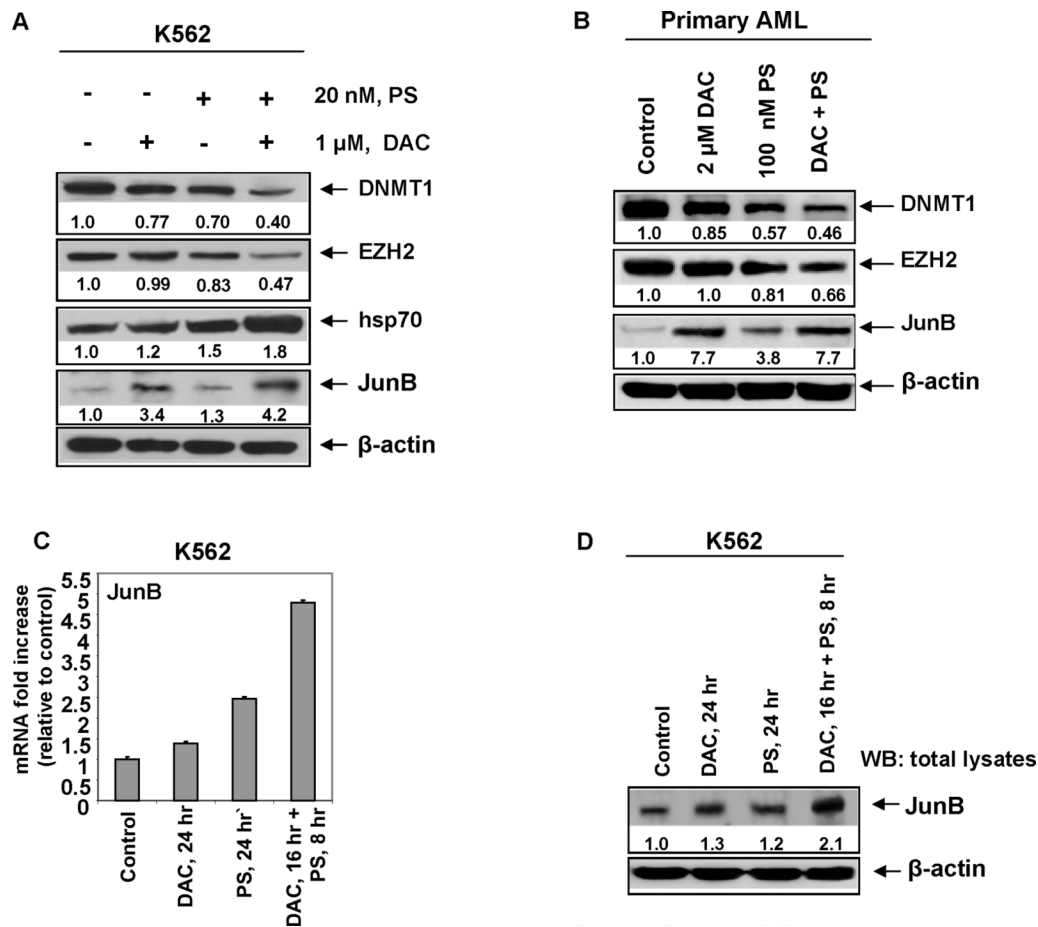 A
K562
- - + + 20 nM, PS
- + - + 1 µM, DAC
DNMT1
1.0 0.77 0.70 0.40
EZH2
1.0 0.99 0.83 0.47
hsp70
1.0 1.2 1.5 1.8
JunB
1.0 3.4 1.3 4.2
β-actin
B
Primary AML
Control
2 µM DAC
100 nM PS
DAC + PS
DNMT1
1.0 0.85 0.57 0.46
EZH2
1.0 1.0 0.81 0.66
JunB
1.0 7.7 3.8 7.7
β-actin
C
K562
JunB
mRNA fold increase
(relative to control)
5.5
5
4.5
3.5
2.5
1.5
1
0.5
0
Control
DAC, 24 hr
PS, 24 hr`
DAC, 16 hr +
PS, 8 hr
D
K562
Control
DAC, 24 hr
PS, 24 hr
DAC, 16 hr + PS, 8 hr
WB: total lysates
JunB
1.0 1.3 1.2 2.1
β-actin